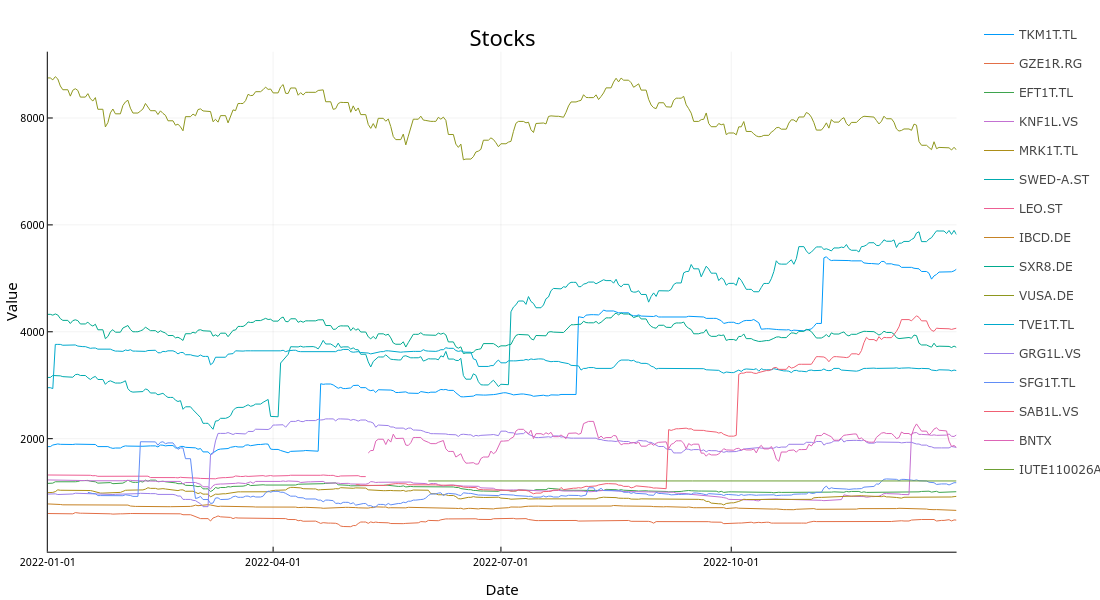 Stocks
Value
8000
6000
4000
2000
2022-01-01
2022-04-01
2022-07-01
2022-10-01
Date
TKM1T.TL
GZE1R.RG
EFT1T.TL
KNF1L.VS
MRK1T.TL
SWED-A.ST
LEO.ST
IBCD.DE
SXR8.DE
VUSA.DE
TVE1T.TL
GRG1L.VS
SFG1T.TL
SAB1L.VS
BNTX
IUTE110026A